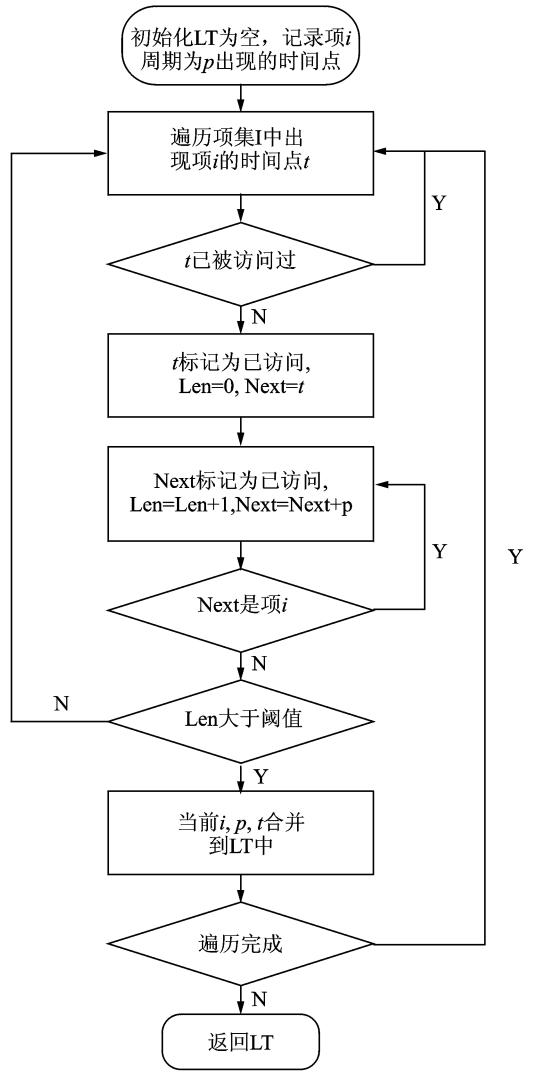 初始化LT为空，记录项i
周期为p出现的时间点
遍历项集I中出
现项i的时间点t
Y
t已被访问过
N
t标记为已访问,
Len=0, Next=t
Next标记为已访问,
Len=Len+1,Next=Next+p
Y
Y
Next是项i
N
N
Len大于阈值
Y
当前i, p, t合并
到LT中
遍历完成
N
返回LT